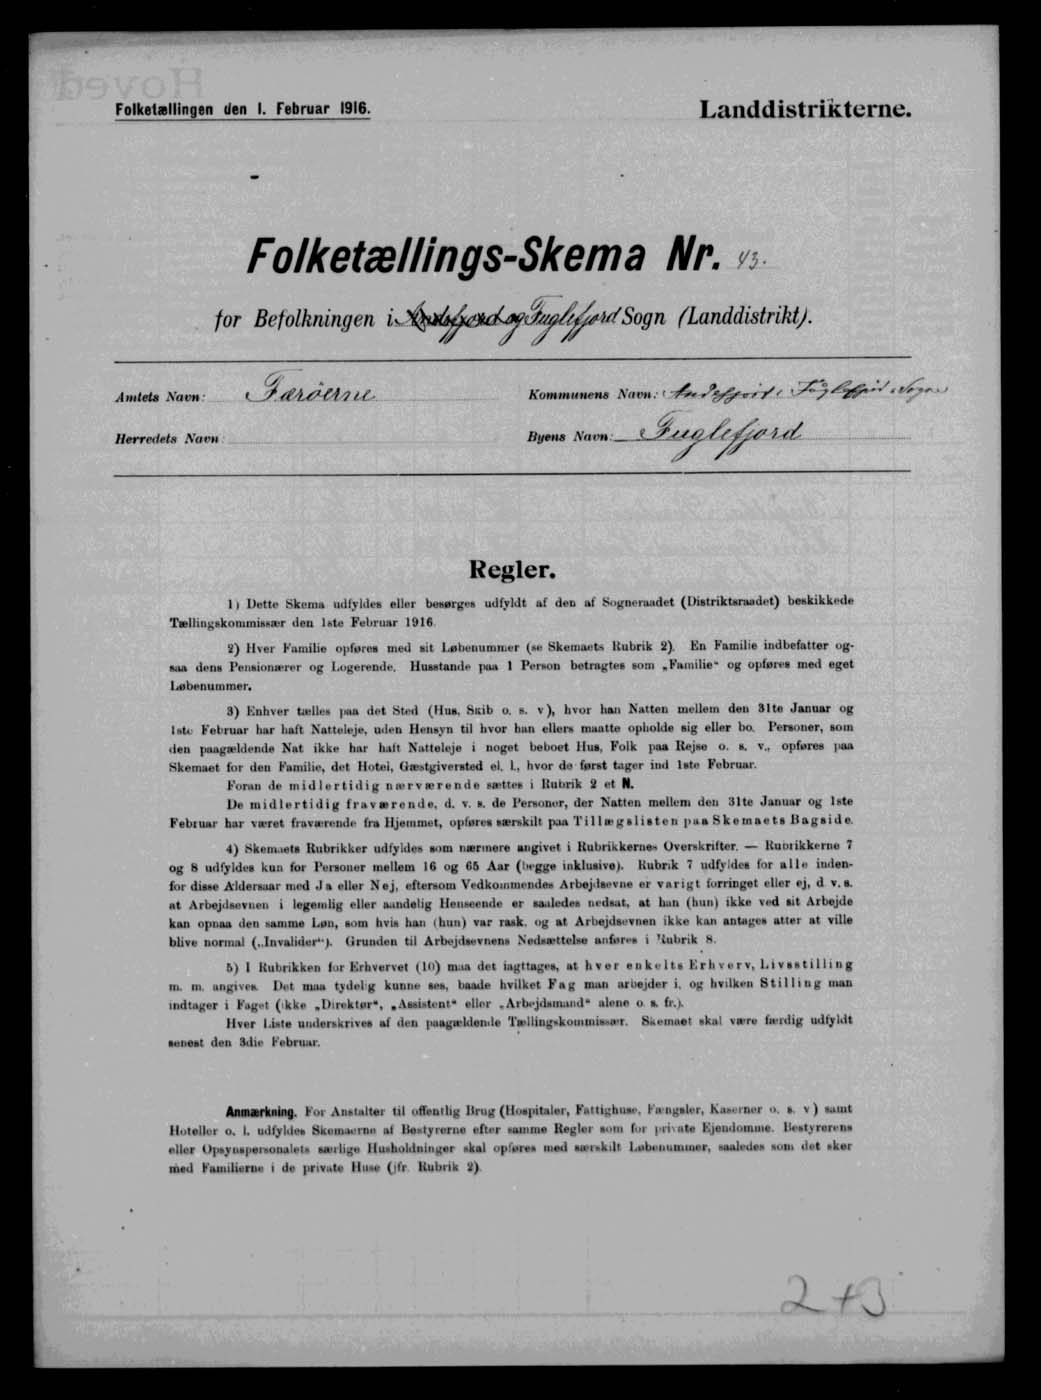 Folketællingen den 1. Februar 1916.
Landdistrikterne.
Folketællings-Skema Nr. 43.
for Befolkningen i Andefjord og Fuglefjord Sogn (Landdistrikt).
Amtets Navn: Færöerne
Kommunens Navn: Andefjord, Fuglefjord Sogne
Herredets Navn:
Byens Navn: Fuglefjord
Regler.
1) Dette Skema udfyldes eller besørges udfyldt af den af Sogneraadet (Distriktsraadet) beskikkede
Tællingskommissær den 1ste Februar 1916.
2) Hver Familie opføres med sit Løbenummer (se Skemaets Rubrik 2). En Familie indbefatter og-
saa dens Pensionærer og Logerende. Husstande paa 1 Person betragtes som „Familie“ og opføres med eget
Løbenummer.
3) Enhver tælles paa det Sted (Hus, Skib o. s. v), hvor han Natten mellem den 31te Januar og
1ste Februar har haft Natteleje, uden Hensyn til hvor han ellers maatte opholde sig eller bo. Personer, som
den paagældende Nat ikke har haft Natteleje i noget beboet Hus, Folk paa Rejse o. s. v., opføres paa
Skemaet for den Familie, det Hotel, Gæstgiversted el. l., hvor de først tager ind 1ste Februar.
Foran de midlertidig nærværende sættes i Rubrik 2 et N.
De midlertidig fraværende, d. v. s. de Personer, der Natten mellem den 31te Januar og 1ste
Februar har været fraværende fra Hjemmet, opføres særskilt paa Tillægslisten paa Skemaets Bagside.
4) Skemaets Rubrikker udfyldes som nærmere angivet i Rubrikkernes Overskrifter. — Rubrikkerne 7
og 8 udfyldes kun for Personer mellem 16 og 65 Aar (begge inklusive). Rubrik 7 udfyldes for alle inden-
for disse Aldersaar med Ja eller Nej, eftersom Vedkommendes Arbejdsevne er varigt forringet eller ej, d. v. s.
at Arbejdsevnen i legemlig eller aandelig Henseende er saaledes nedsat, at han (hun) ikke ved sit Arbejde
kan opnaa den samme Løn, som hvis han (hun) var rask, og at Arbejdsevnen ikke kan antages atter at ville
blive normal („Invalider“). Grunden til Arbejdsevnens Nedsættelse anføres i Rubrik 8.
5) I Rubrikken for Erhvervet (10) maa det iagttages, at hver enkelts Erhverv, Livsstilling
m. m. angives. Det maa tydelig kunne ses, baade hvilket Fag man arbejder i, og hvilken Stilling man
indtager i Faget (ikke „Direktør“, „Assistent“ eller „Arbejdsmand“ alene o. s. fr.).
Hver Liste underskrives af den paagældende Tællingskommissær. Skemaet skal være færdig udfyldt
senest den 3die Februar.
Anmærkning. For Anstalter til offentlig Brug (Hospitaler, Fattighuse, Fængsler, Kaserner o. s. v) samt
Hoteller o. l. udfyldes Skemaerne af Bestyrerne efter samme Regler som for private Ejendomme. Bestyrerens
eller Opsynspersonalets særlige Husholdninger skal opføres med særskilt Løbenummer, saaledes som det sker
med Familierne i de private Huse (jfr. Rubrik 2).
2+3